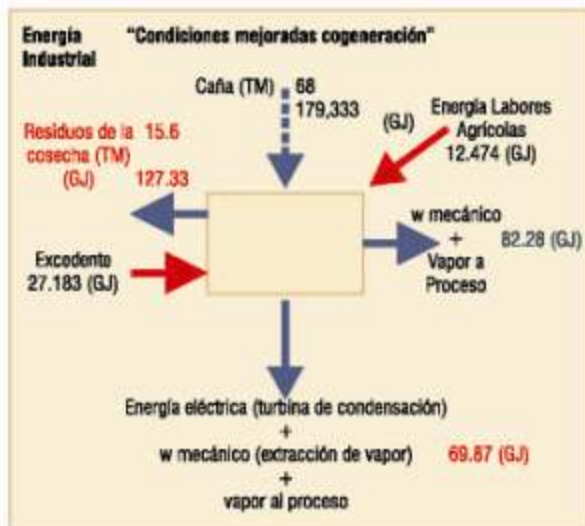 Energía Industrial
"Condiciones mejoradas cogeneración"
Caña (TM) 68
179,333
(GJ)
Energía Labores
Agrícolas
12.474 (GJ)
Residuos de la 15.6
cosecha (TM)
(GJ) 127.33
w mecánico
+ 82.28 (GJ)
Vapor a
Proceso
Excedento
27.183 (GJ)
Energía eléctrica (turbina de condensación)
+
w mecánico (extracción de vapor) 69.87 (GJ)
+
vapor al proceso